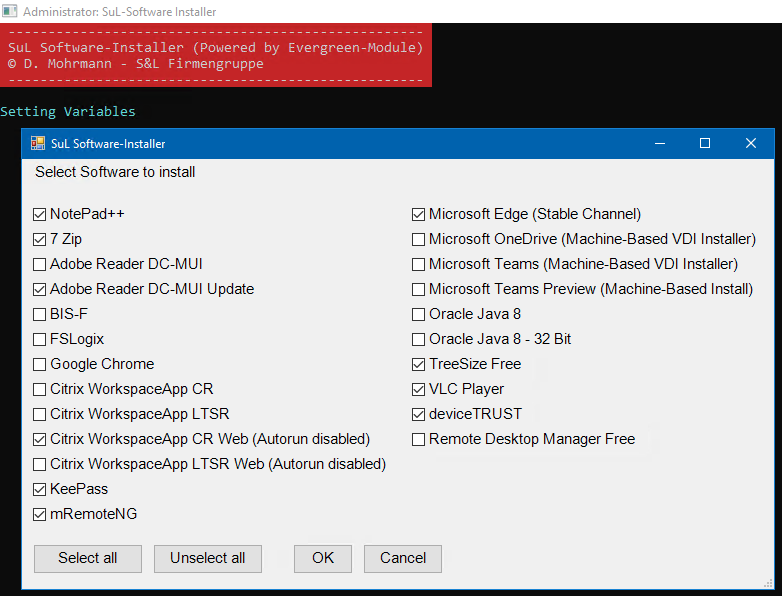 Administrator: SuL-Software Installer
----------------------------------------------------
SuL Software-Installer (Powered by Evergreen-Module)
© D. Mohrmann - S&L Firmengruppe
----------------------------------------------------
Setting Variables
SuL Software-Installer
Select Software to install
NotePad++
7 Zip
Adobe Reader DC-MUI
Adobe Reader DC-MUI Update
BIS-F
FSLogix
Google Chrome
Citrix WorkspaceApp CR
Citrix WorkspaceApp LTSR
Citrix WorkspaceApp CR Web (Autorun disabled)
Citrix WorkspaceApp LTSR Web (Autorun disabled)
KeePass
mRemoteNG
Microsoft Edge (Stable Channel)
Microsoft OneDrive (Machine-Based VDI Installer)
Microsoft Teams (Machine-Based VDI Installer)
Microsoft Teams Preview (Machine-Based Install)
Oracle Java 8
Oracle Java 8 - 32 Bit
TreeSize Free
VLC Player
deviceTRUST
Remote Desktop Manager Free
Select all
Unselect all
OK
Cancel